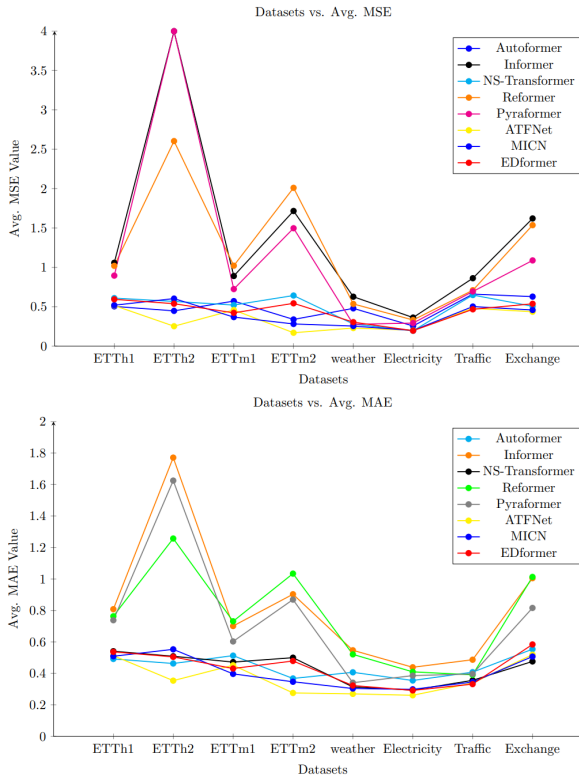 Datasets vs. Avg. MSE
Avg. MSE Value
4
3.5
3
2.5
2
1.5
1
0.5
0
ETTh1 ETTh2 ETTm1 ETTm2 weather Electricity Traffic Exchange
Datasets
Autoformer
Informer
NS-Transformer
Reformer
Pyraformer
ATFNet
MICN
EDformer
Datasets vs. Avg. MAE
Avg. MAE Value
2
1.8
1.6
1.4
1.2
1
0.8
0.6
0.4
0.2
0
ETTh1 ETTh2 ETTm1 ETTm2 weather Electricity Traffic Exchange
Datasets
Autoformer
Informer
NS-Transformer
Reformer
Pyraformer
ATFNet
MICN
EDformer